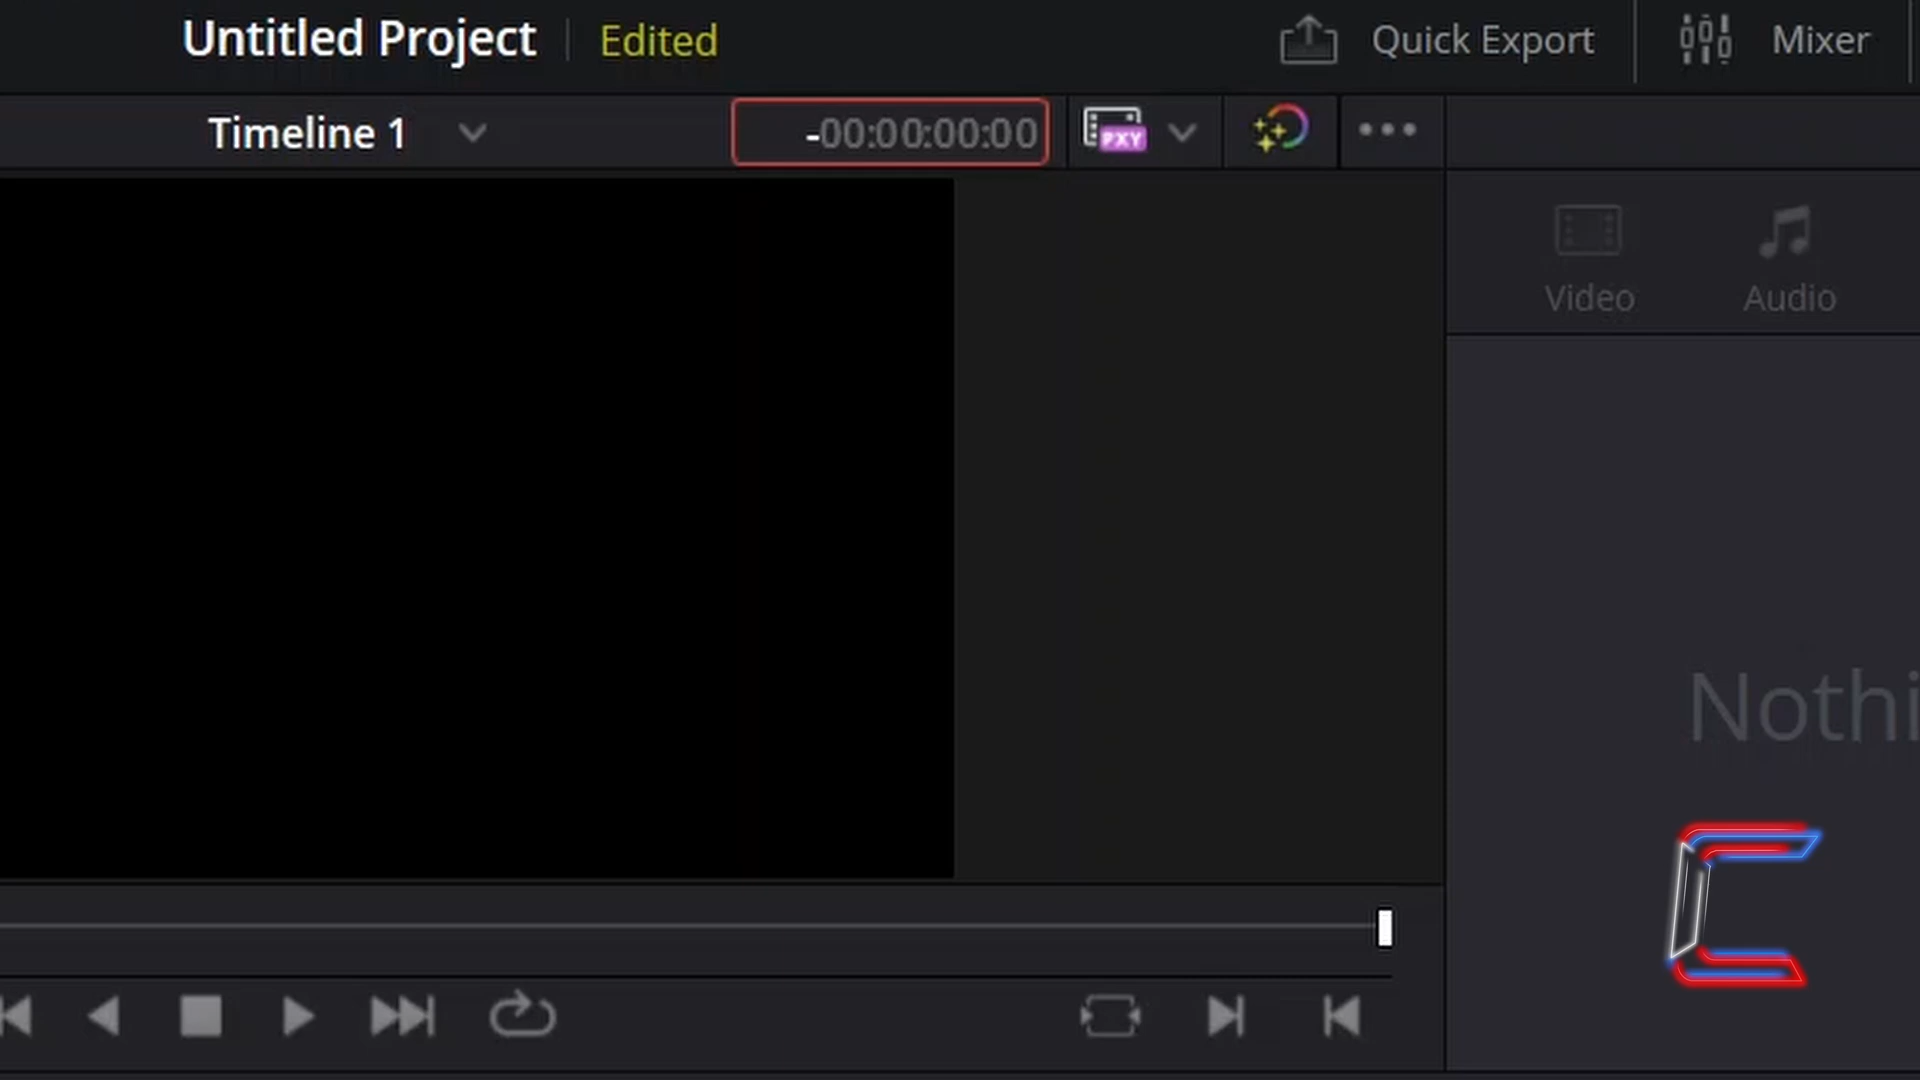 Untitled Project Edited Quick Export Mixer
Timeline 1 -00:00:00:00 PXY
Video Audio
Nothi